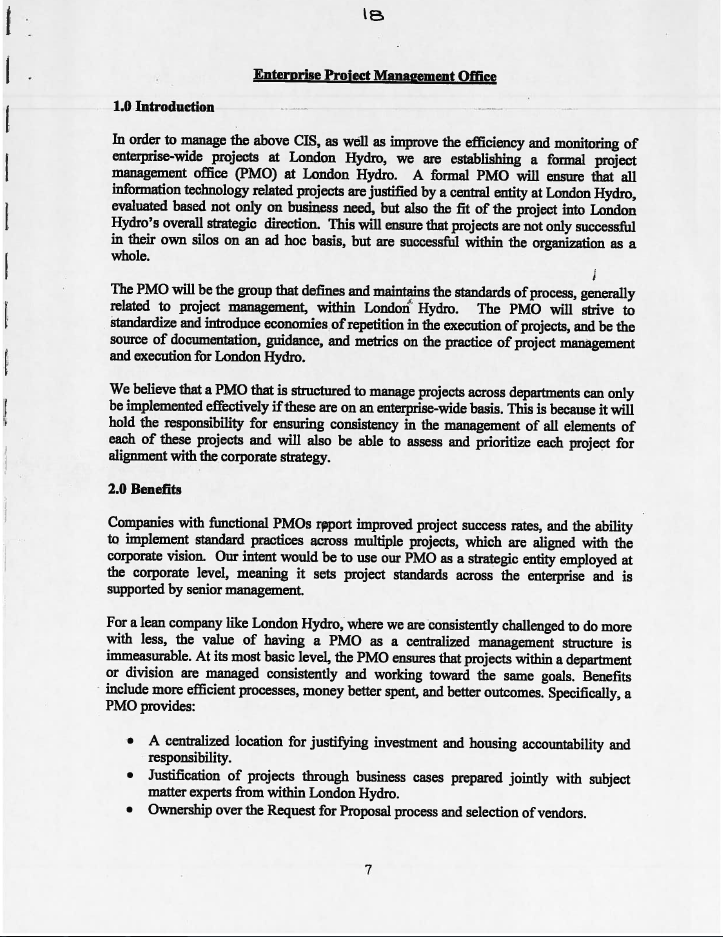 18
Enterprise Project Management Office
1.0 Introduction
In order to manage the above CIS, as well as improve the efficiency and monitoring of
enterprise-wide projects at London Hydro, we are establishing a formal project
management office (PMO) at London Hydro. A formal PMO will ensure that all
information technology related projects are justified by a central entity at London Hydro,
evaluated based not only on business need, but also the fit of the project into London
Hydro's overall strategic direction. This will ensure that projects are not only successful
in their own silos on an ad hoc basis, but are successful within the organization as a
whole.
The PMO will be the group that defines and maintains the standards of process, generally
related to project management, within London Hydro. The PMO will strive to
standardize and introduce economies of repetition in the execution of projects, and be the
source of documentation, guidance, and metrics on the practice of project management
and execution for London Hydro.
We believe that a PMO that is structured to manage projects across departments can only
be implemented effectively if these are on an enterprise-wide basis. This is because it will
hold the responsibility for ensuring consistency in the management of all elements of
each of these projects and will also be able to assess and prioritize each project for
alignment with the corporate strategy.
2.0 Benefits
Companies with functional PMOs report improved project success rates, and the ability
to implement standard practices across multiple projects, which are aligned with the
corporate vision. Our intent would be to use our PMO as a strategic entity employed at
the corporate level, meaning it sets project standards across the enterprise and is
supported by senior management.
For a lean company like London Hydro, where we are consistently challenged to do more
with less, the value of having a PMO as a centralized management structure is
immeasurable. At its most basic level, the PMO ensures that projects within a department
or division are managed consistently and working toward the same goals. Benefits
include more efficient processes, money better spent, and better outcomes. Specifically, a
PMO provides:
• A centralized location for justifying investment and housing accountability and
responsibility.
• Justification of projects through business cases prepared jointly with subject
matter experts from within London Hydro.
• Ownership over the Request for Proposal process and selection of vendors.
7